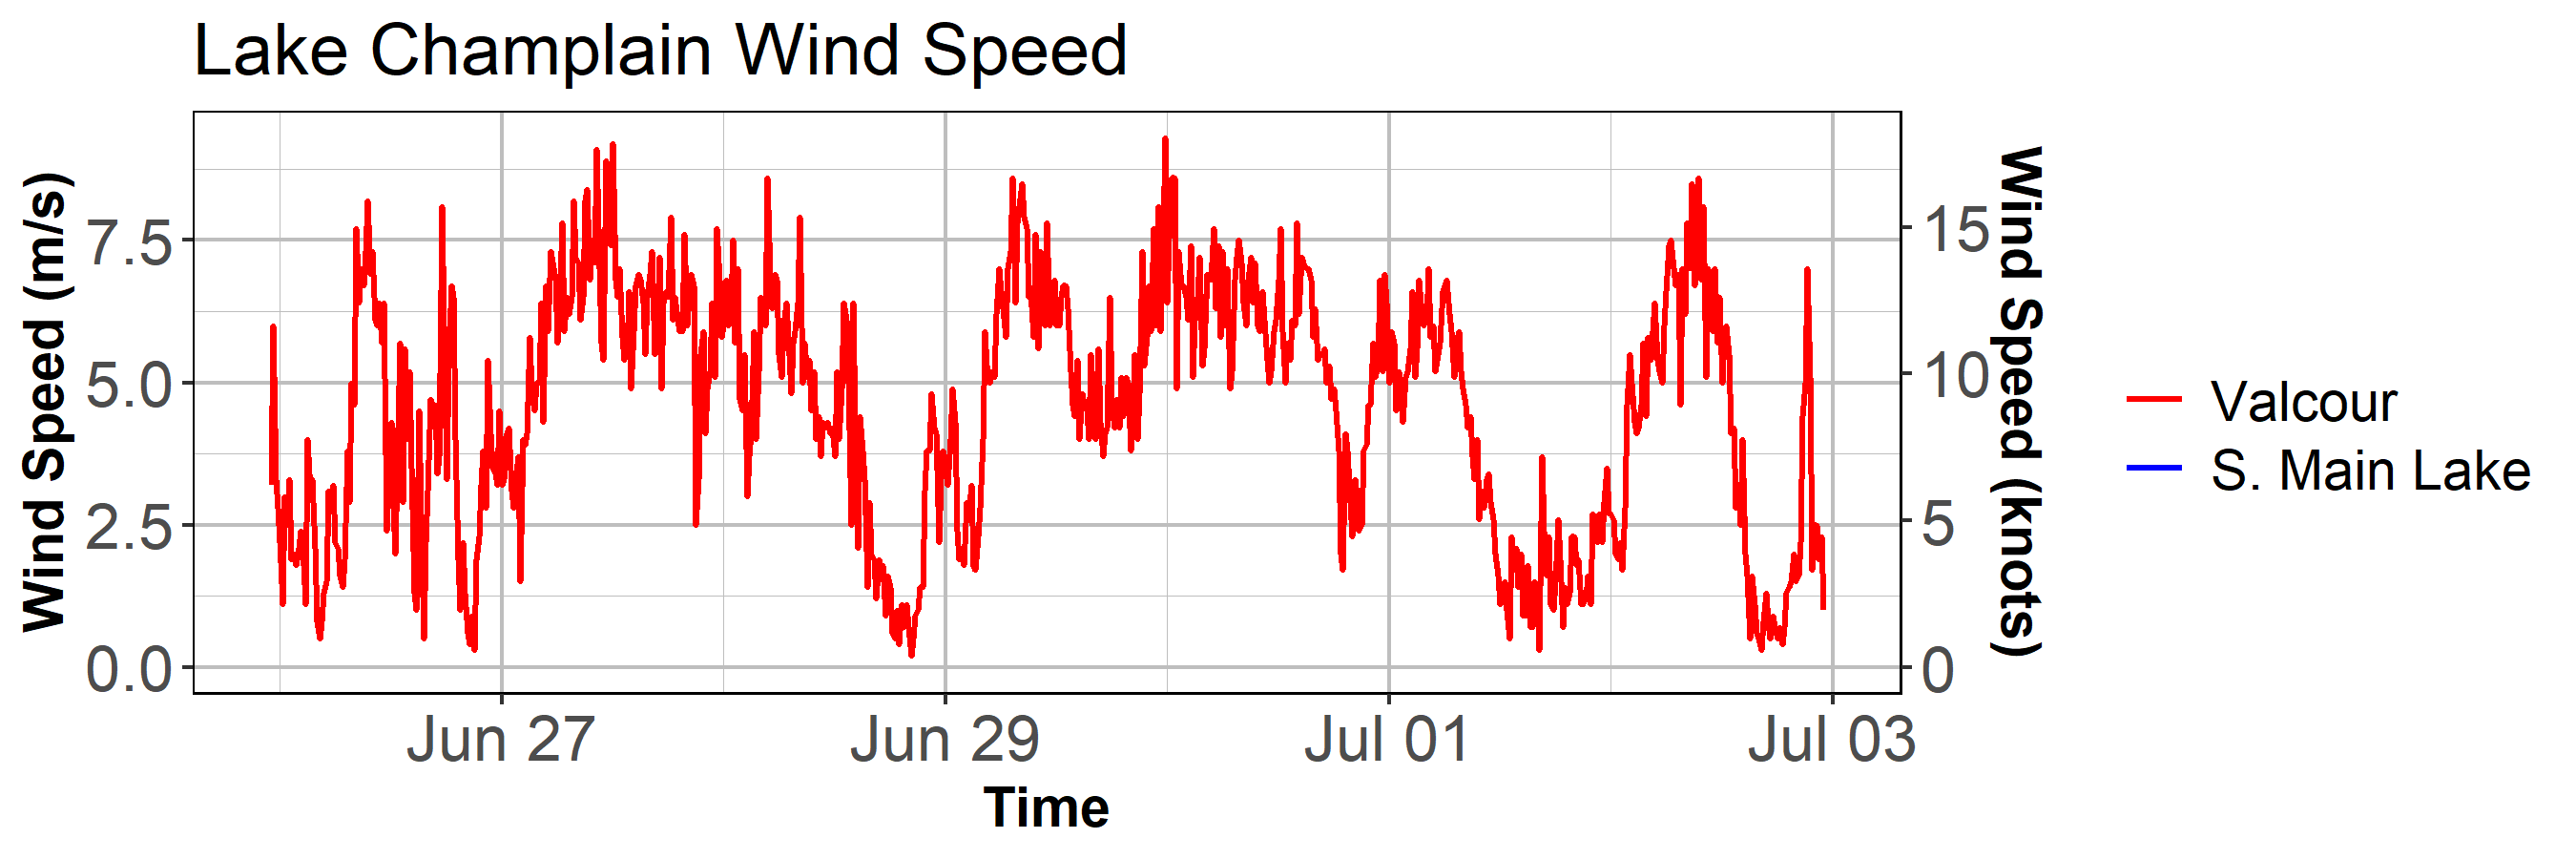 Lake Champlain Wind Speed
Wind Speed (m/s)
7.5
5.0
2.5
0.0
15
10
5
0
Wind Speed (knots)
Jun 27
Jun 29
Jul 01
Jul 03
Time
Valcour
S. Main Lake